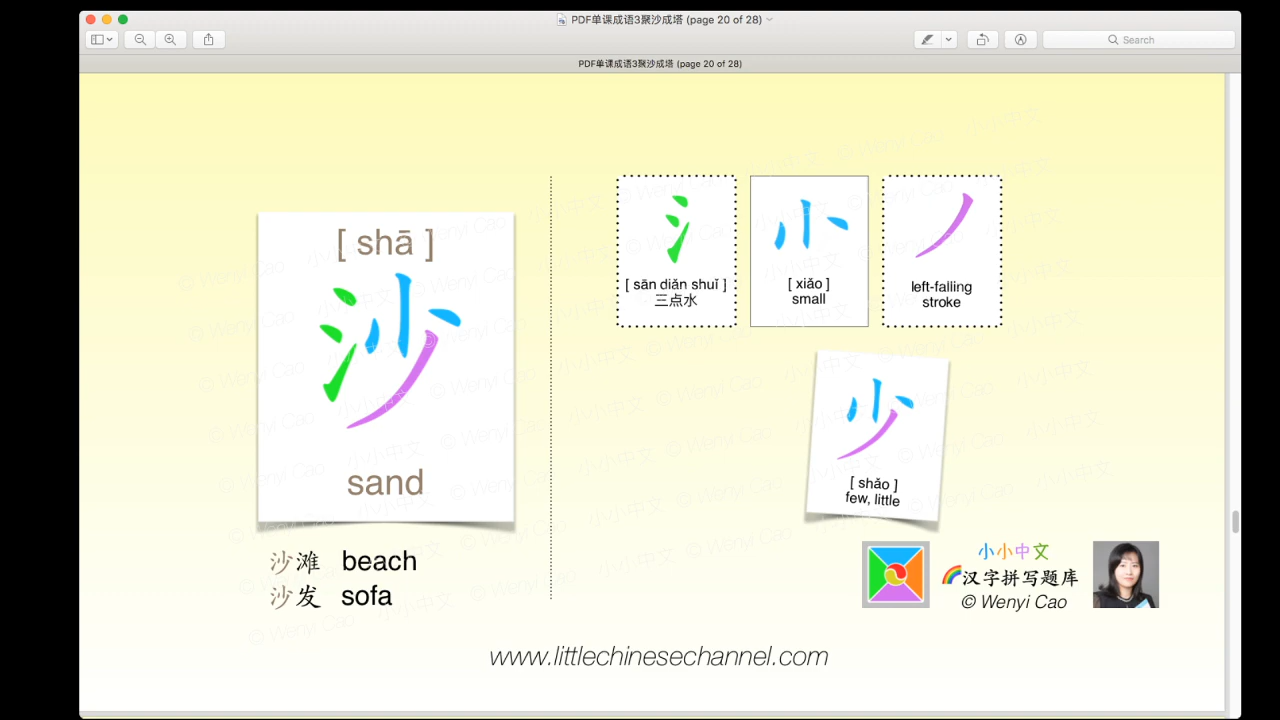 PDF单课成语3聚沙成塔 (page 20 of 28)
Search
PDF单课成语3聚沙成塔 (page 20 of 28)
[ shā ]
沙
sand
沙滩 beach
沙发 sofa
氵
[ sān diǎn shuǐ ]
三点水
小
[ xiǎo ]
small
丿
left-falling
stroke
少
[ shǎo ]
few, little
小小中文
汉字拼写题库
© Wenyi Cao
www.littlechinesechannel.com